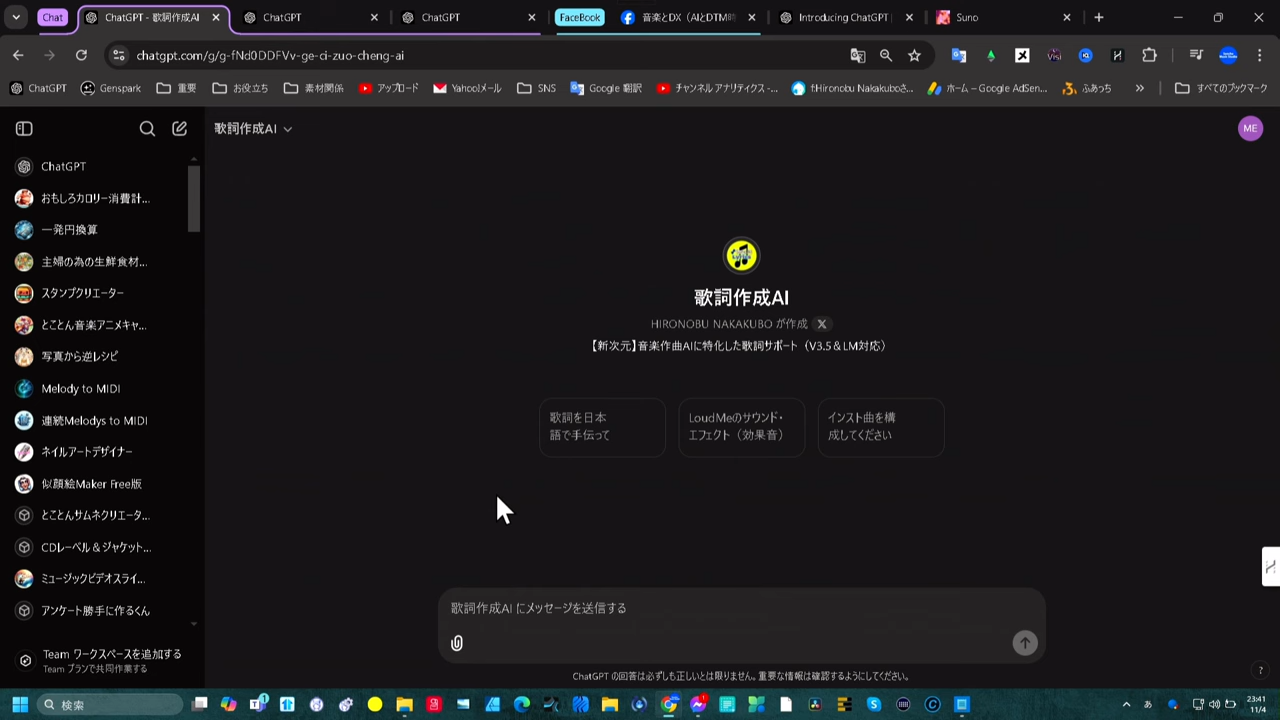 Chat
ChatGPT - 歌詞作成AI
ChatGPT
ChatGPT
FaceBook
音楽とDX（AIとDTM時
Introducing ChatGPT
Suno
chatgpt.com/g/g-fNd0DDFVv-ge-ci-zuo-cheng-ai
ChatGPT
Genspark
重要
お役立ち
素材関係
アップロード
Yahoo!メール
SNS
Google 翻訳
チャンネル アナリティクス -...
f:Hironobu Nakakuboさ...
ホーム – Google AdSen...
ふあっち
»
すべてのブックマーク
歌詞作成AI
ME
ChatGPT
おもしろカロリー消費計...
一発円換算
主婦の為の生鮮食材...
スタンプクリエーター
とことん音楽アニメキャ...
写真から逆レシピ
Melody to MIDI
連続Melodys to MIDI
ネイルアートデザイナー
似顔絵Maker Free版
とことんサムネクリエータ...
CDレーベル＆ジャケット...
ミュージックビデオスライ...
アンケート勝手に作るくん
Team ワークスペースを追加する
Team プランで共同作業する
歌詞作成AI
HIRONOBU NAKAKUBO が作成
【新次元】音楽作曲AIに特化した歌詞サポート（V3.5＆LM対応）
歌詞を日本
語で手伝って
LoudMeのサウンド・
エフェクト（効果音）
インスト曲を構
成してください
歌詞作成AI にメッセージを送信する
ChatGPT の回答は必ずしも正しいとは限りません。重要な情報は確認するようにしてください。
?
検索
あ
23:41
11/4